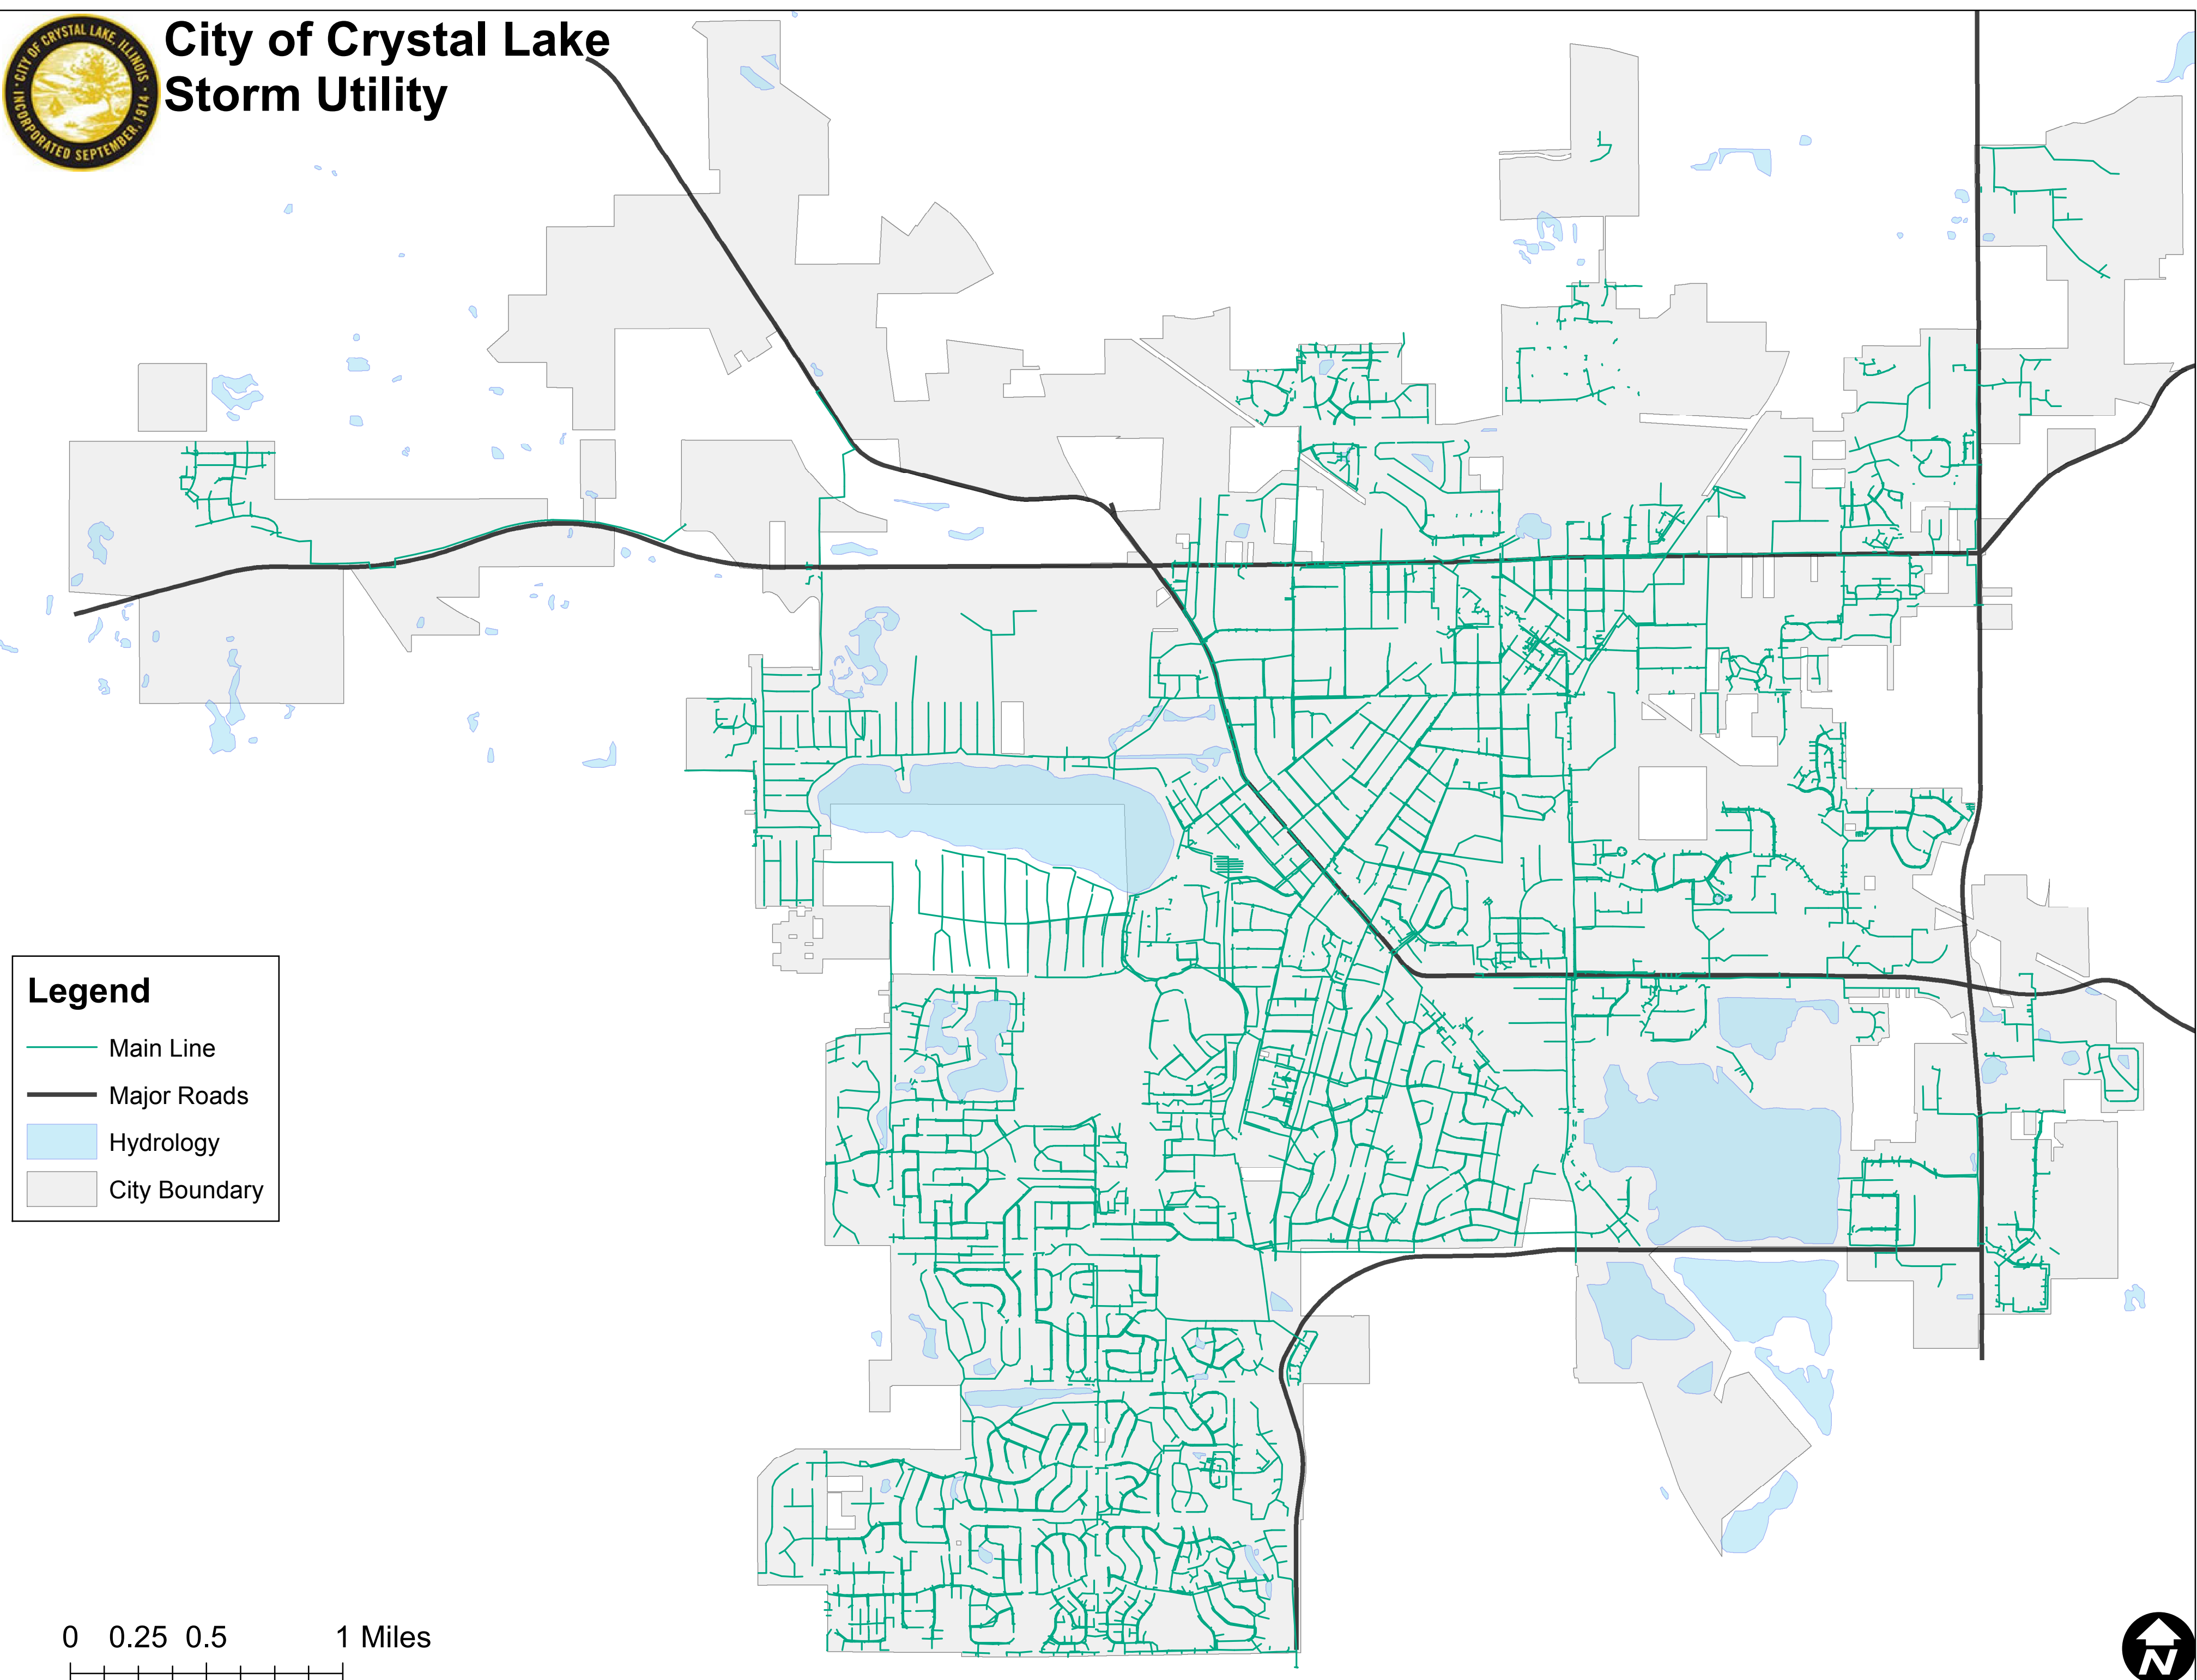 CITY OF CRYSTAL LAKE, ILLINOIS
INCORPORATED SEPTEMBER, 1914
City of Crystal Lake
Storm Utility
Legend
Main Line
Major Roads
Hydrology
City Boundary
0 0.25 0.5 1 Miles
N